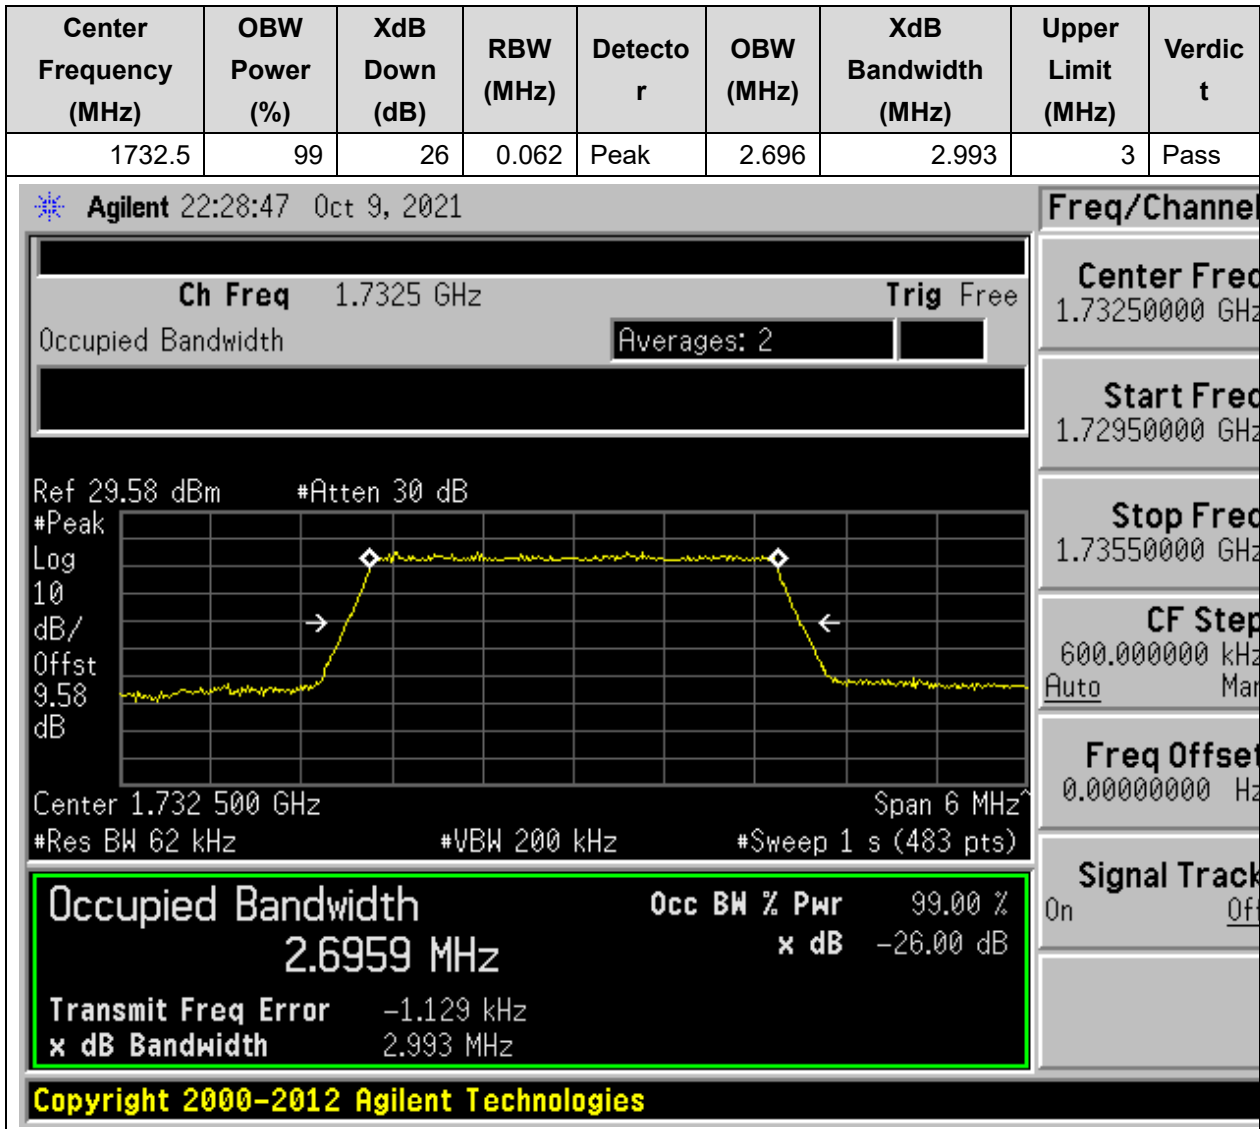 Center Frequency (MHz) OBW Power (%) XdB Down (dB) RBW (MHz) Detecto r OBW (MHz) XdB Bandwidth (MHz) Upper Limit (MHz) Verdic t
1732.5 99 26 0.062 Peak 2.696 2.993 3 Pass
Agilent 22:28:47 Oct 9, 2021
Ch Freq 1.7325 GHz Trig Free
Occupied Bandwidth Averages: 2
Ref 29.58 dBm #Atten 30 dB
#Peak
Log
10
dB/
Offst
9.58
dB
Center 1.732 500 GHz Span 6 MHz^
#Res BW 62 kHz #VBW 200 kHz #Sweep 1 s (483 pts)
Occupied Bandwidth Occ BW % Pwr 99.00 %
2.6959 MHz x dB -26.00 dB
Transmit Freq Error -1.129 kHz
x dB Bandwidth 2.993 MHz
Copyright 2000-2012 Agilent Technologies
Freq/Channel
Center Freq
1.73250000 GHz
Start Freq
1.72950000 GHz
Stop Freq
1.73550000 GHz
CF Step
600.000000 kHz
Auto Man
Freq Offset
0.00000000 Hz
Signal Track
On Off